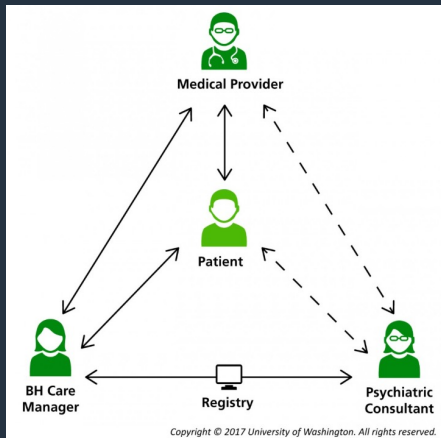 Medical Provider
Patient
BH Care
Manager
Registry
Psychiatric
Consultant
Copyright © 2017 University of Washington. All rights reserved.